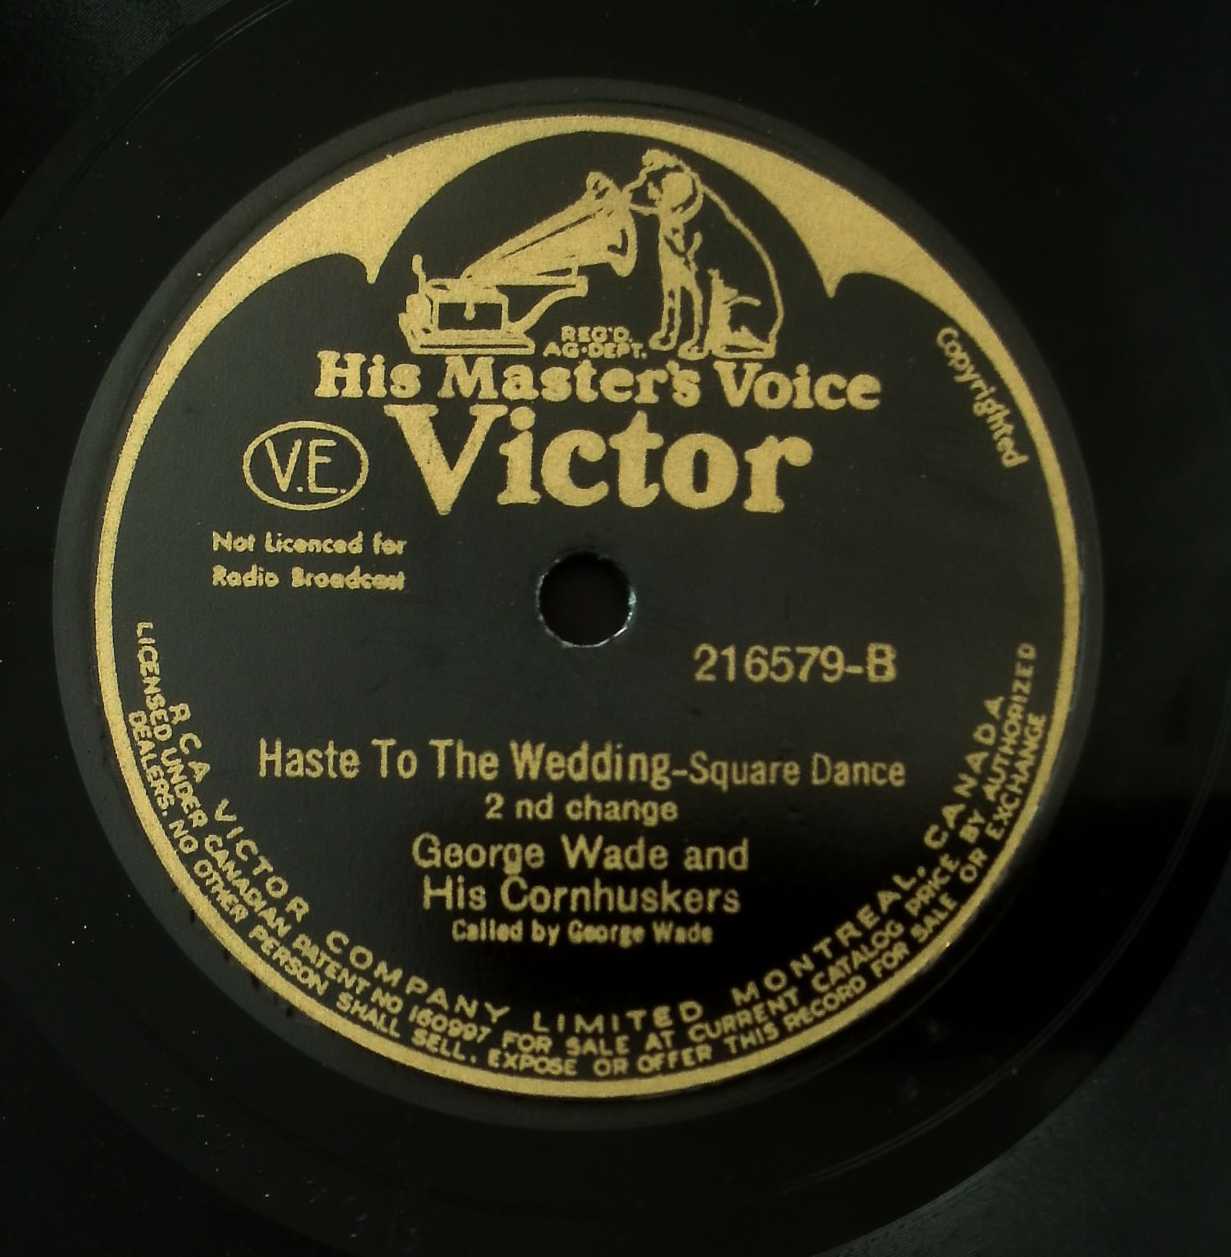 REG'D.
AG·DEPT.
His Master's Voice
Victor
Copyrighted
V.E.
Not Licenced for
Radio Broadcast
216579-B
Haste To The Wedding-Square Dance
2 nd change
George Wade and
His Cornhuskers
Called by George Wade
RCA VICTOR COMPANY LIMITED MONTREAL, CANADA
LICENSED UNDER CANADIAN PATENT NO 160997 FOR SALE AT CURRENT CATALOG PRICE BY AUTHORIZED
DEALERS. NO OTHER PERSON SHALL SELL, EXPOSE OR OFFER THIS RECORD FOR SALE OR EXCHANGE